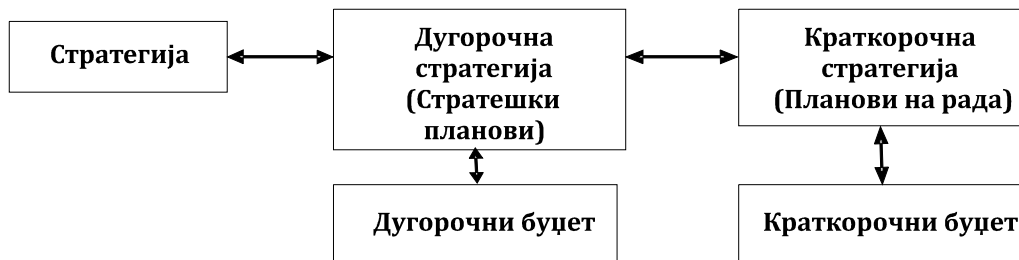 Стратегија
Дугорочна
стратегија
(Стратешки
планови)
Краткорочна
стратегија
(Планови на рада)
Дугорочни буџет
Краткорочни буџет